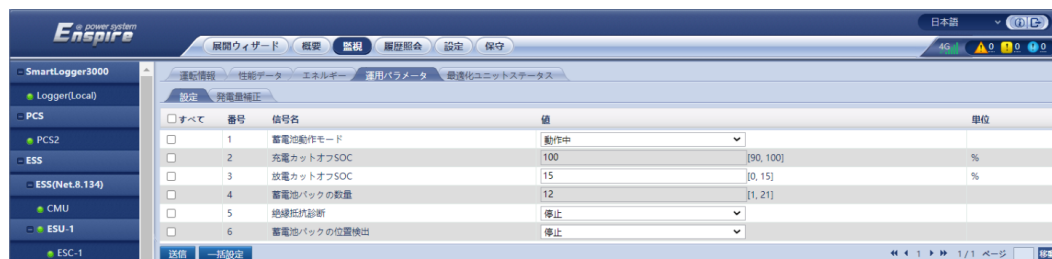 e power system
Enspire
日本語
展開ウィザード 概要 監視 履歴照会 設定 保守
4G 0 0 0
SmartLogger3000
Logger(Local)
PCS
PCS2
ESS
ESS(Net.8.134)
CMU
ESU-1
ESC-1
運転情報 性能データ エネルギー 運用パラメータ 最適化ユニットステータス
設定 発電量補正
すべて 番号 信号名 値 単位
1 蓄電池動作モード 動作中
2 充電カットオフSOC 100 [90, 100] %
3 放電カットオフSOC 15 [0, 15] %
4 蓄電池パックの数量 12 [1, 21]
5 絶縁抵抗診断 停止
6 蓄電池パックの位置検出 停止
送信 一括設定
1 1/1 ページ